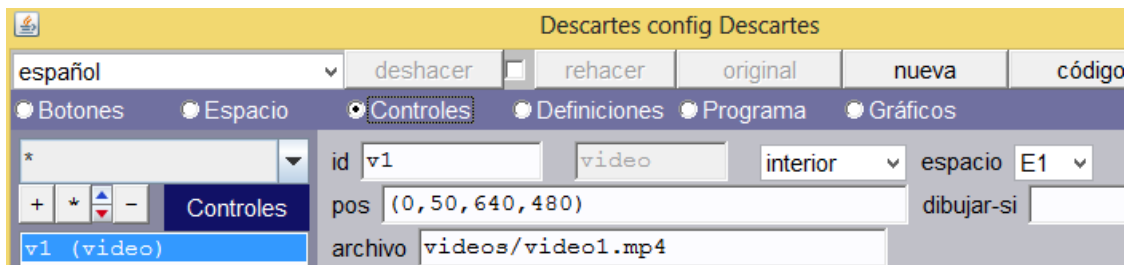 Descartes config Descartes
español deshacer rehacer original nueva código
Botones Espacio Controles Definiciones Programa Gráficos
* id v1 video interior espacio E1
+ * - Controles pos (0,50,640,480) dibujar-si
v1 (video) archivo videos/video1.mp4